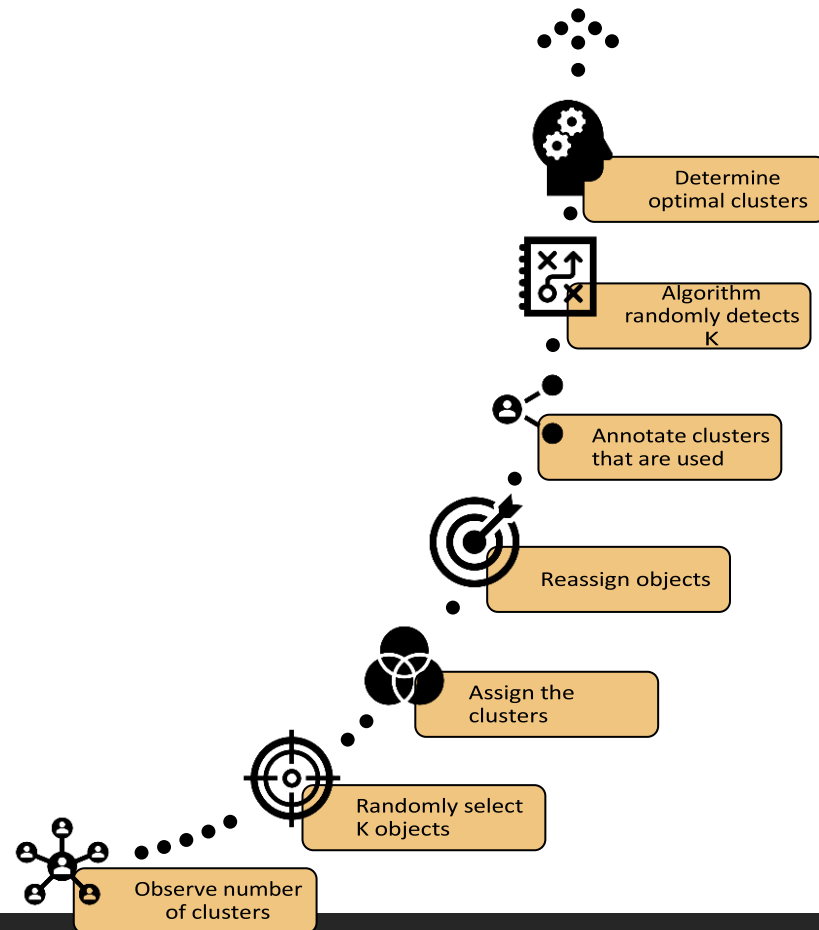 Determine
optimal clusters
Algorithm
randomly detects
K
Annotate clusters
that are used
Reassign objects
Assign the
clusters
Randomly select
K objects
Observe number
of clusters